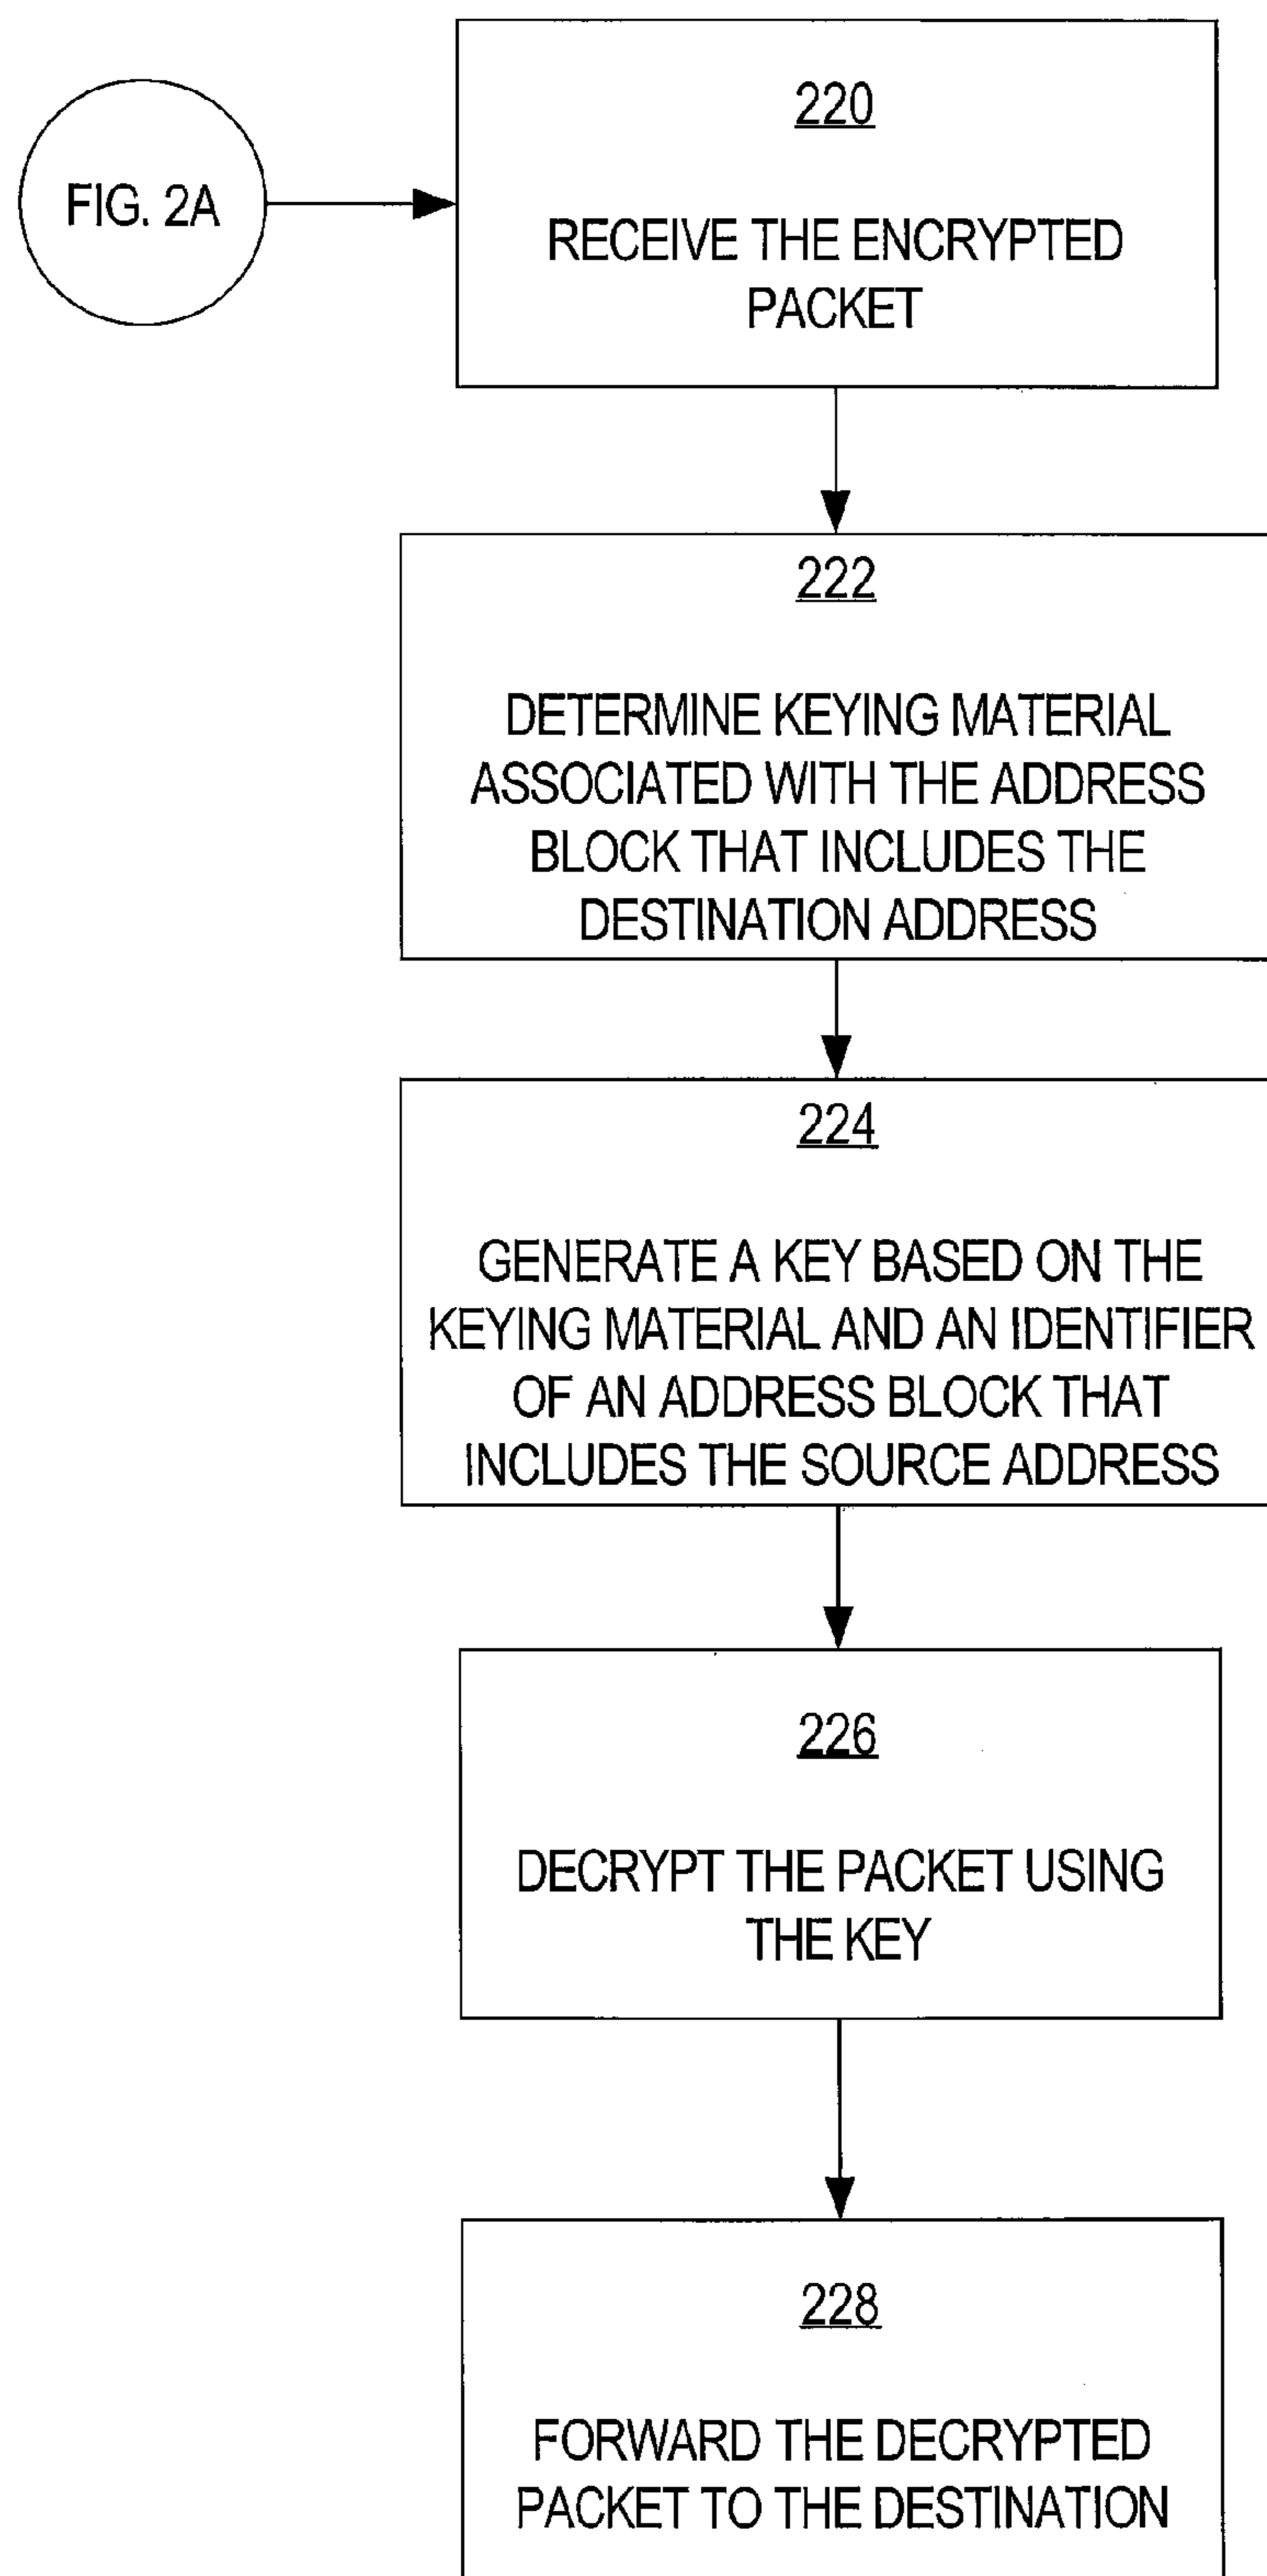 220
FIG. 2A
RECEIVE THE ENCRYPTED
PACKET
222
DETERMINE KEYING MATERIAL
ASSOCIATED WITH THE ADDRESS
BLOCK THAT INCLUDES THE
DESTINATION ADDRESS
224
GENERATE A KEY BASED ON THE
KEYING MATERIAL AND AN IDENTIFIER
OF AN ADDRESS BLOCK THAT
INCLUDES THE SOURCE ADDRESS
226
DECRYPT THE PACKET USING
THE KEY
228
FORWARD THE DECRYPTED
PACKET TO THE DESTINATION